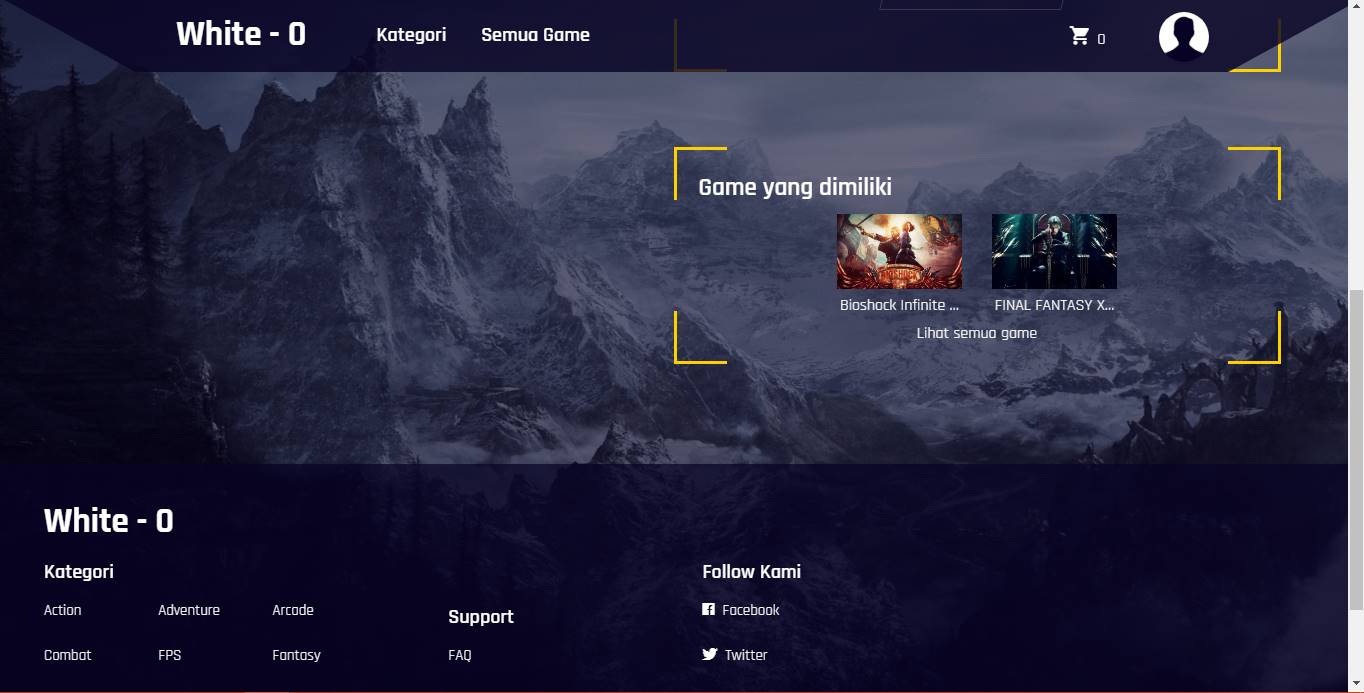 White - 0
Kategori
Semua Game
0
Game yang dimiliki
BIOSHOCK
Bioshock Infinite ...
FINAL FANTASY X...
Lihat semua game
White - 0
Kategori
Action Adventure Arcade
Combat FPS Fantasy
Support
FAQ
Follow Kami
Facebook
Twitter